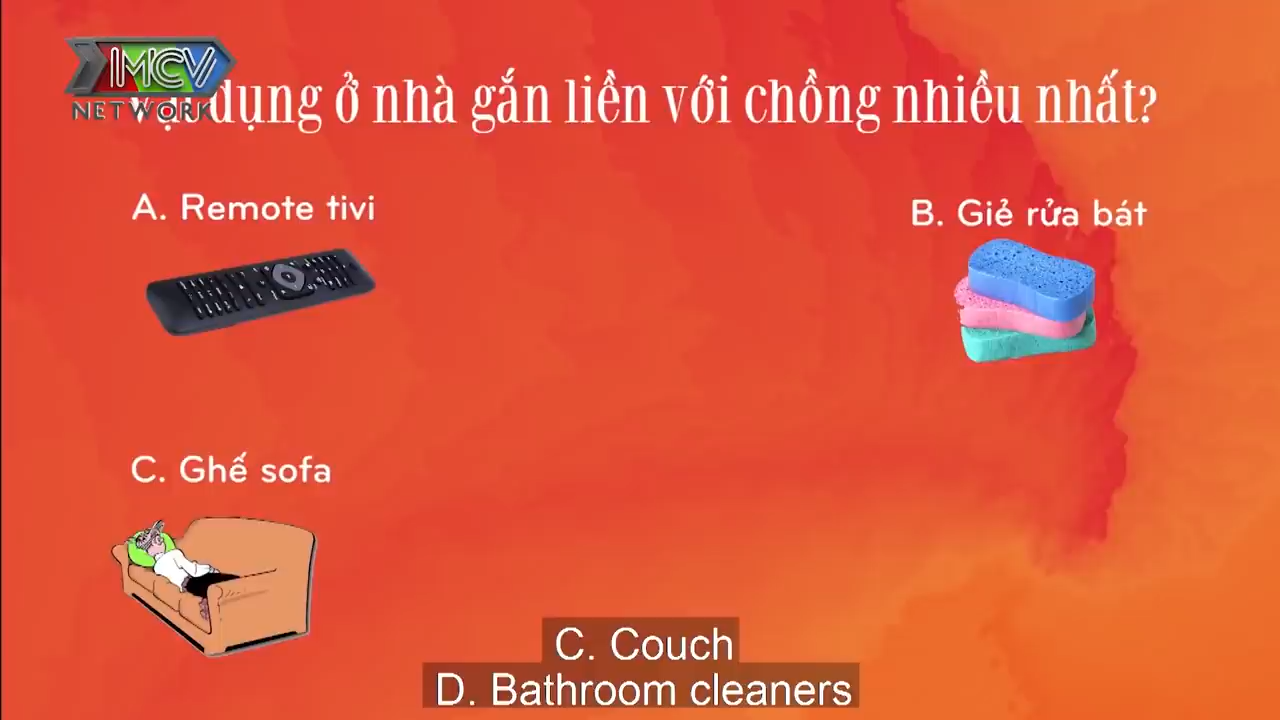 MCV
NETWORK
dụng ở nhà gắn liền với chồng nhiều nhất?
A. Remote tivi
B. Giẻ rửa bát
C. Ghế sofa
C. Couch
D. Bathroom cleaners